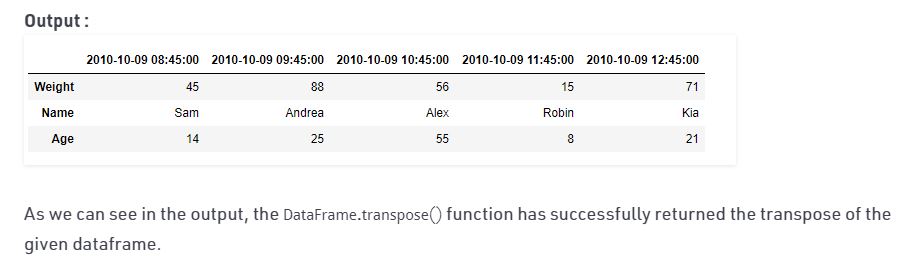 Output :
2010-10-09 08:45:00 2010-10-09 09:45:00 2010-10-09 10:45:00 2010-10-09 11:45:00 2010-10-09 12:45:00
Weight 45 88 56 15 71
Name Sam Andrea Alex Robin Kia
Age 14 25 55 8 21
As we can see in the output, the DataFrame.transpose() function has successfully returned the transpose of the
given dataframe.